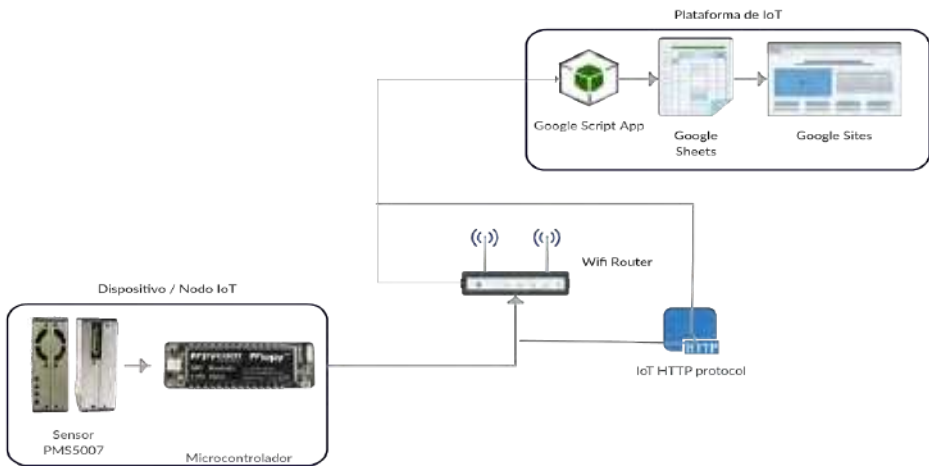 Plataforma de IoT
Google Script App
Google
Sheets
Google Sites
Wifi Router
Dispositivo / Nodo IoT
HTTP
IoT HTTP protocol
Sensor
PMS5007
Microcontrolador